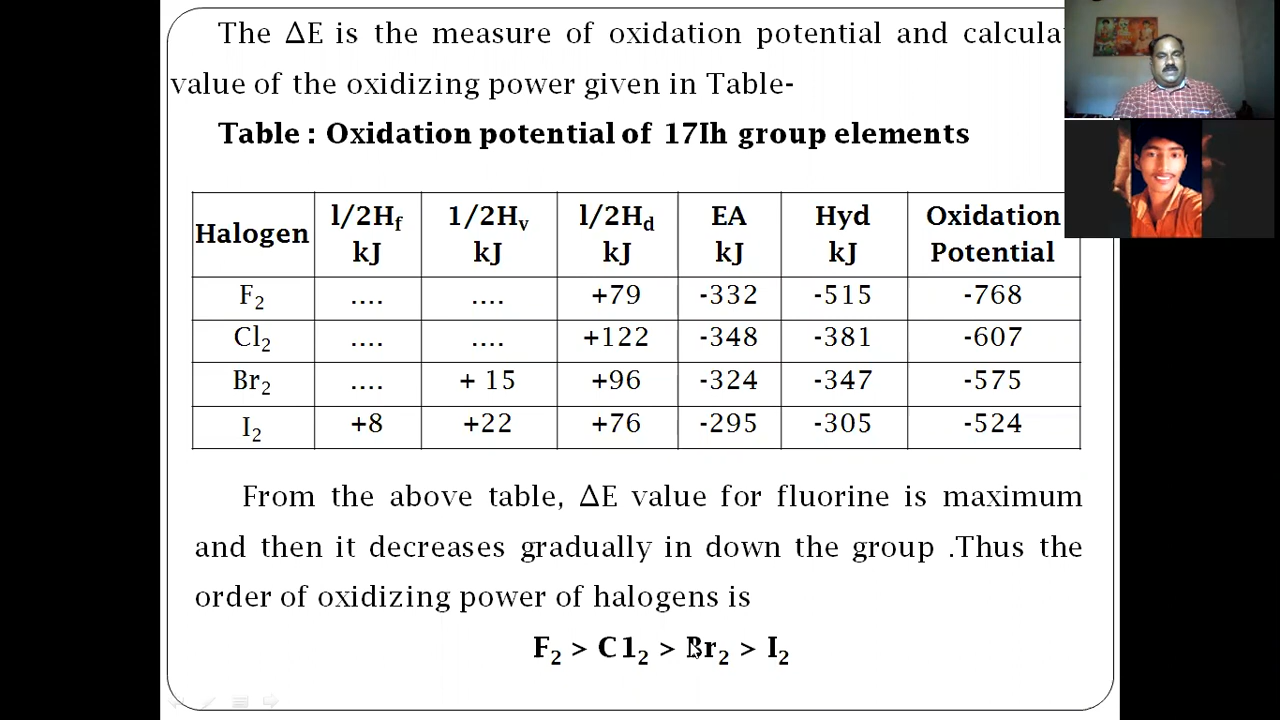 The ΔE is the measure of oxidation potential and calcula
value of the oxidizing power given in Table-
Table : Oxidation potential of 17Ih group elements
Halogen l/2Hf kJ 1/2Hv kJ l/2Hd kJ EA kJ Hyd kJ Oxidation Potential
F2 .... .... +79 -332 -515 -768
Cl2 .... .... +122 -348 -381 -607
Br2 .... + 15 +96 -324 -347 -575
I2 +8 +22 +76 -295 -305 -524
From the above table, ΔE value for fluorine is maximum
and then it decreases gradually in down the group .Thus the
order of oxidizing power of halogens is
F2 > C12 > Br2 > I2